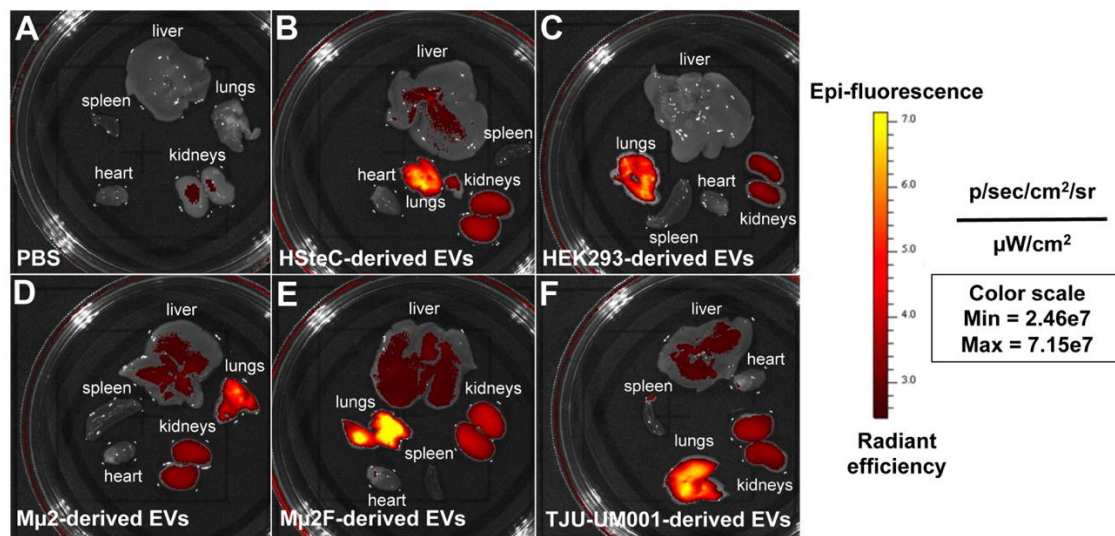 A
liver
spleen
lungs
kidneys
heart
PBS
B
liver
spleen
heart
kidneys
lungs
HSteC-derived EVs
C
liver
lungs
heart
spleen
kidneys
HEK293-derived EVs
D
liver
lungs
spleen
kidneys
heart
Mµ2-derived EVs
E
liver
kidneys
lungs
spleen
heart
Mµ2F-derived EVs
F
liver
heart
spleen
lungs
kidneys
TJU-UM001-derived EVs
Epi-fluorescence
7.0
6.0
5.0
4.0
3.0
Radiant
efficiency
p/sec/cm²/sr
µW/cm²
Color scale
Min = 2.46e7
Max = 7.15e7